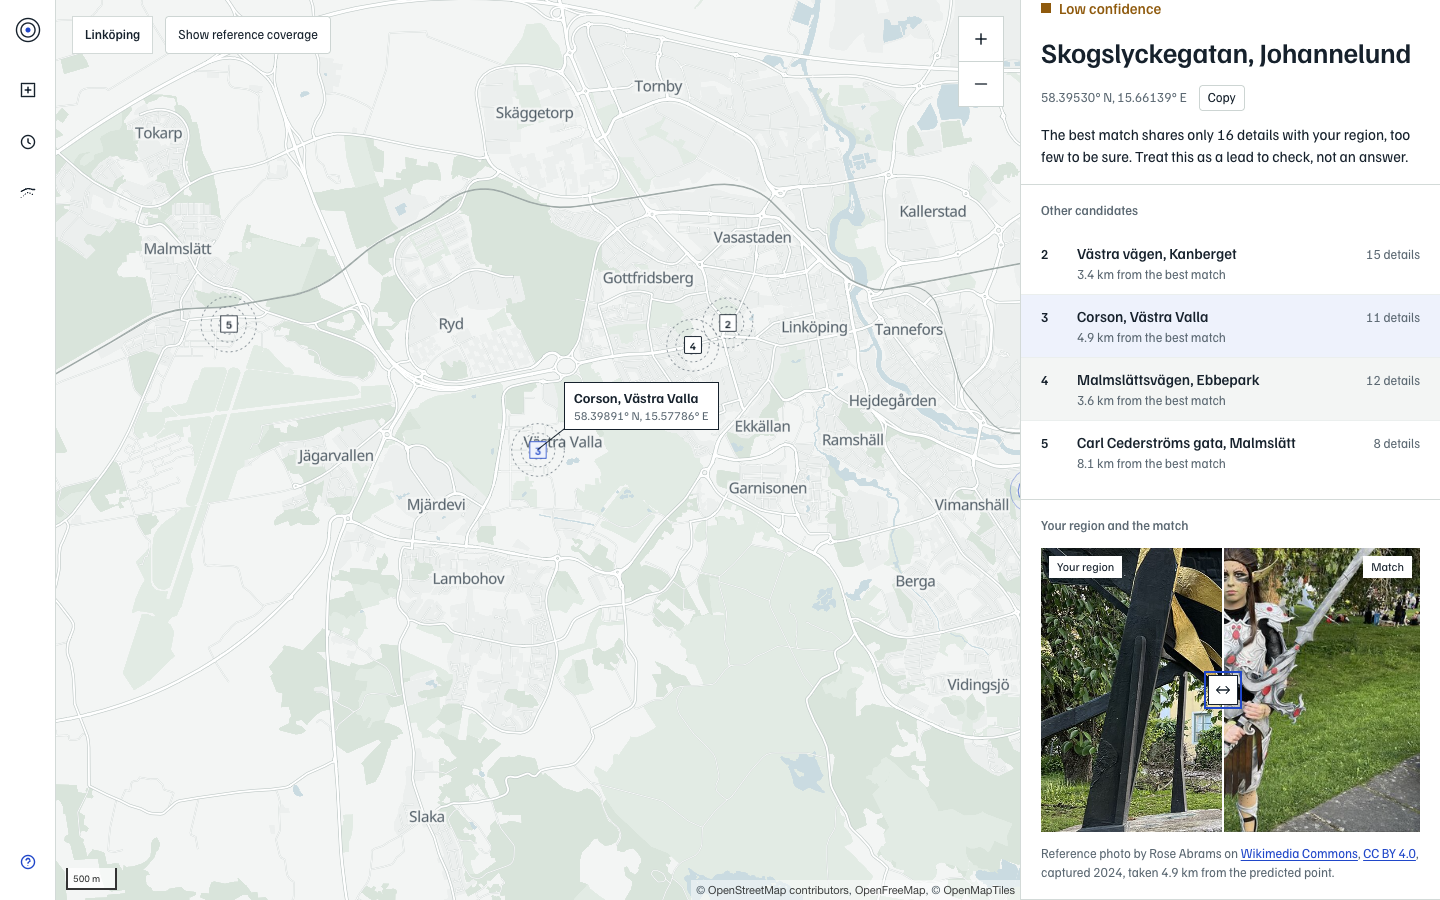 Linköping
Show reference coverage
Tornby
Skäggetorp
Tokarp
Kallerstad
Vasastaden
Malmslätt
Gottfridsberg
5
Ryd
2
Linköping
Tannefors
4
Corson, Västra Valla
58.39891° N, 15.57786° E
Hejdegården
Ekkällan
Ramshäll
Västra Valla
3
Jägarvallen
Garnisonen
Mjärdevi
Vimanshäll
Lambohov
Berga
Vidingsjö
Slaka
500 m
© OpenStreetMap contributors, OpenFreeMap, © OpenMapTiles
Low confidence
Skogslyckegatan, Johannelund
58.39530° N, 15.66139° E
Copy
The best match shares only 16 details with your region, too
few to be sure. Treat this as a lead to check, not an answer.
Other candidates
2 Västra vägen, Kanberget 15 details
3.4 km from the best match
3 Corson, Västra Valla 11 details
4.9 km from the best match
4 Malmslättsvägen, Ebbepark 12 details
3.6 km from the best match
5 Carl Cederströms gata, Malmslätt 8 details
8.1 km from the best match
Your region and the match
Your region
Match
Reference photo by Rose Abrams on Wikimedia Commons, CC BY 4.0,
captured 2024, taken 4.9 km from the predicted point.